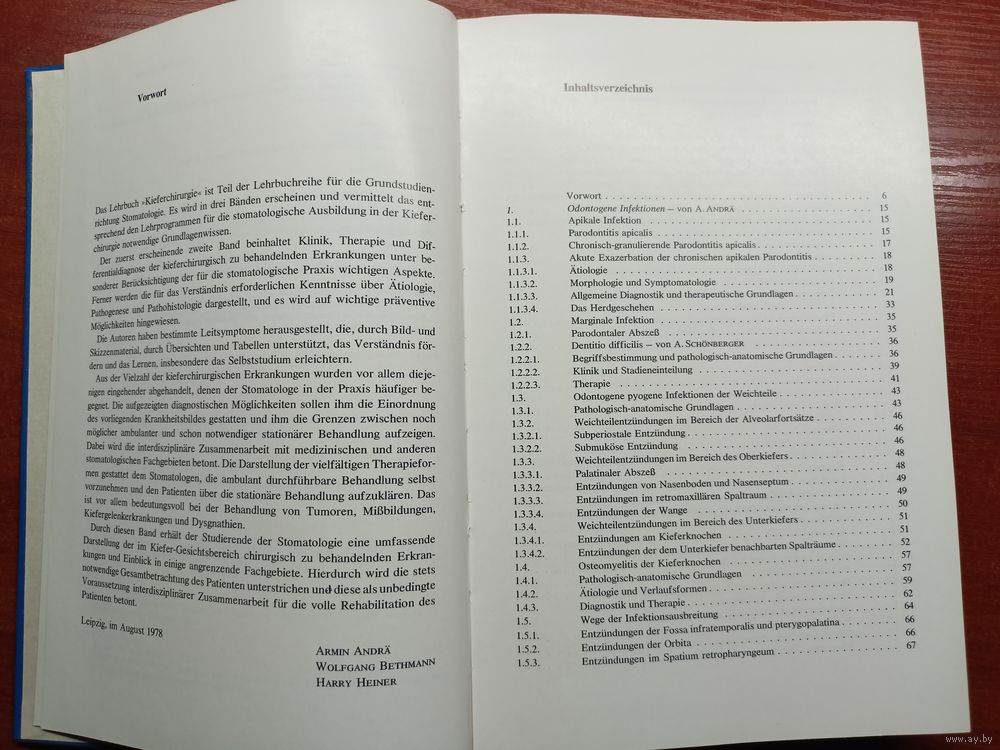 Vorwort
Das Lehrbuch »Kieferchirurgie« ist Teil der Lehrbuchreihe für die Grundstudien-
richtung Stomatologie. Es wird in drei Bänden erscheinen und vermittelt das ent-
sprechend den Lehrprogrammen für die stomatologische Ausbildung in der Kiefer-
chirurgie notwendige Grundlagenwissen.
Der zuerst erscheinende zweite Band beinhaltet Klinik, Therapie und Dif-
ferentialdiagnose der kieferchirurgisch zu behandelnden Erkrankungen unter be-
sonderer Berücksichtigung der für die stomatologische Praxis wichtigen Aspekte.
Ferner werden die für das Verständnis erforderlichen Kenntnisse über Ätiologie,
Pathogenese und Pathohistologie dargestellt, und es wird auf wichtige präventive
Möglichkeiten hingewiesen.
Die Autoren haben bestimmte Leitsymptome herausgestellt, die, durch Bild- und
Skizzenmaterial, durch Übersichten und Tabellen unterstützt, das Verständnis för-
dern und das Lernen, insbesondere das Selbststudium erleichtern.
Aus der Vielzahl der kieferchirurgischen Erkrankungen wurden vor allem dieje-
nigen eingehender abgehandelt, denen der Stomatologe in der Praxis häufiger be-
gegnet. Die aufgezeigten diagnostischen Möglichkeiten sollen ihm die Einordnung
des vorliegenden Krankheitsbildes gestatten und ihm die Grenzen zwischen noch
möglicher ambulanter und schon notwendiger stationärer Behandlung aufzeigen.
Dabei wird die interdisziplinäre Zusammenarbeit mit medizinischen und anderen
stomatologischen Fachgebieten betont. Die Darstellung der vielfältigen Therapiefor-
men gestattet dem Stomatologen, die ambulant durchführbare Behandlung selbst
vorzunehmen und den Patienten über die stationäre Behandlung aufzuklären. Das
ist vor allem bedeutungsvoll bei der Behandlung von Tumoren, Mißbildungen,
Kiefergelenkerkrankungen und Dysgnathien.
Durch diesen Band erhält der Studierende der Stomatologie eine umfassende
Darstellung der im Kiefer-Gesichtsbereich chirurgisch zu behandelnden Erkran-
kungen und Einblick in einige angrenzende Fachgebiete. Hierdurch wird die stets
notwendige Gesamtbetrachtung des Patienten unterstrichen und diese als unbedingte
Voraussetzung interdisziplinärer Zusammenarbeit für die volle Rehabilitation des
Patienten betont.
Leipzig, im August 1978
ARMIN ANDRÄ
WOLFGANG BETHMANN
HARRY HEINER
Inhaltsverzeichnis
Vorwort . . . . . . . . . . 6
1. Odontogene Infektionen – von A. ANDRÄ . . . . . . . . . . 15
1.1. Apikale Infektion . . . . . . . . . . 15
1.1.1. Parodontitis apicalis . . . . . . . . . . 15
1.1.2. Chronisch-granulierende Parodontitis apicalis . . . . . . . . . . 17
1.1.3. Akute Exazerbation der chronischen apikalen Parodontitis . . . . . . . . . . 18
1.1.3.1. Ätiologie . . . . . . . . . . 18
1.1.3.2. Morphologie und Symptomatologie . . . . . . . . . . 19
1.1.3.3. Allgemeine Diagnostik und therapeutische Grundlagen . . . . . . . . . . 21
1.1.3.4. Das Herdgeschehen . . . . . . . . . . 33
1.2. Marginale Infektion . . . . . . . . . . 35
1.2.1. Parodontaler Abszeß . . . . . . . . . . 35
1.2.2. Dentitio difficilis – von A. SCHÖNBERGER . . . . . . . . . . 36
1.2.2.1. Begriffsbestimmung und pathologisch-anatomische Grundlagen . . . . . . . . . . 36
1.2.2.2. Klinik und Stadieneinteilung . . . . . . . . . . 39
1.2.2.3. Therapie . . . . . . . . . . 41
1.3. Odontogene pyogene Infektionen der Weichteile . . . . . . . . . . 43
1.3.1. Pathologisch-anatomische Grundlagen . . . . . . . . . . 43
1.3.2. Weichteilentzündungen im Bereich der Alveolarfortsätze . . . . . . . . . . 46
1.3.2.1. Subperiostale Entzündung . . . . . . . . . . 46
1.3.2.2. Submuköse Entzündung . . . . . . . . . . 46
1.3.3. Weichteilentzündungen im Bereich des Oberkiefers . . . . . . . . . . 48
1.3.3.1. Palatinaler Abszeß . . . . . . . . . . 48
1.3.3.2. Entzündungen von Nasenboden und Nasenseptum . . . . . . . . . . 49
1.3.3.3. Entzündungen im retromaxillären Spaltraum . . . . . . . . . . 49
1.3.3.4. Entzündungen der Wange . . . . . . . . . . 50
1.3.4. Weichteilentzündungen im Bereich des Unterkiefers . . . . . . . . . . 51
1.3.4.1. Entzündungen am Kieferknochen . . . . . . . . . . 51
1.3.4.2. Entzündungen der dem Unterkiefer benachbarten Spalträume . . . . . . . . . . 52
1.4. Osteomyelitis der Kieferknochen . . . . . . . . . . 57
1.4.1. Pathologisch-anatomische Grundlagen . . . . . . . . . . 57
1.4.2. Ätiologie und Verlaufsformen . . . . . . . . . . 59
1.4.3. Diagnostik und Therapie . . . . . . . . . . 62
1.5. Wege der Infektionsausbreitung . . . . . . . . . . 64
1.5.1. Entzündungen der Fossa infratemporalis und pterygopalatina . . . . . . . . . . 66
1.5.2. Entzündungen der Orbita . . . . . . . . . . 66
1.5.3. Entzündungen im Spatium retropharyngeum . . . . . . . . . . 67
www.ay.by